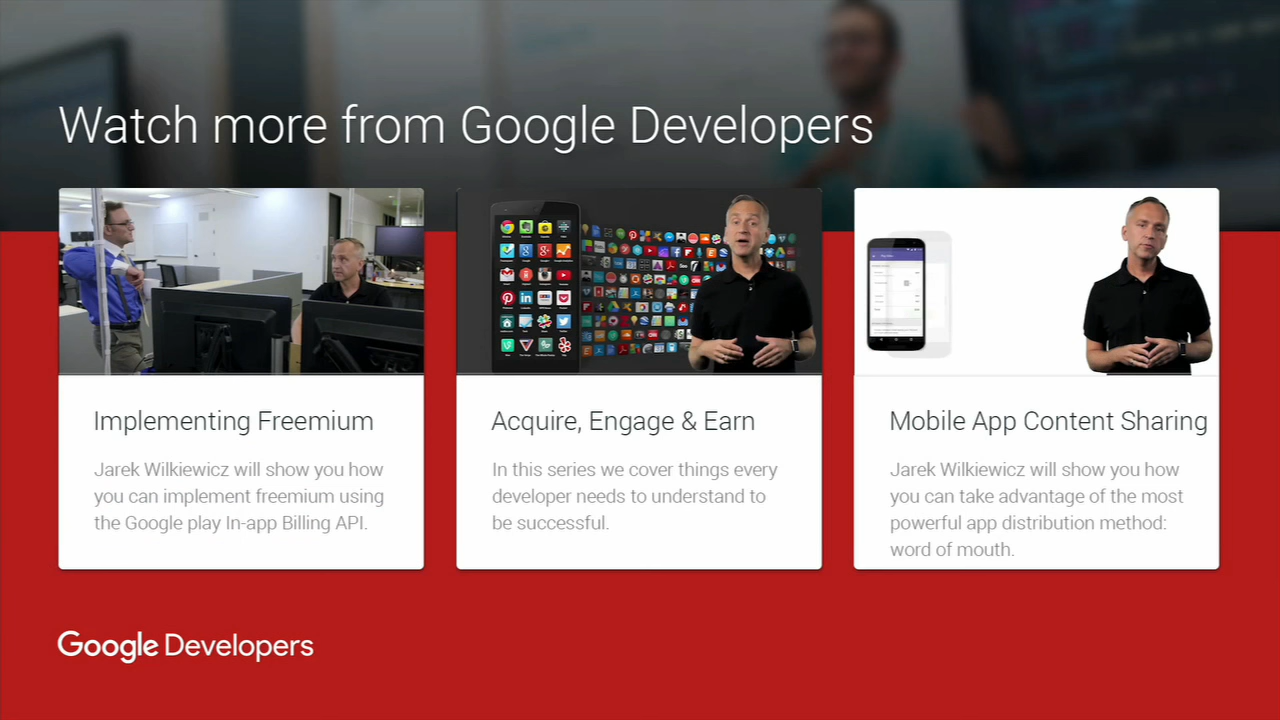 Watch more from Google Developers
Implementing Freemium
Jarek Wilkiewicz will show you how
you can implement freemium using
the Google play In-app Billing API.
Acquire, Engage & Earn
In this series we cover things every
developer needs to understand to
be successful.
Mobile App Content Sharing
Jarek Wilkiewicz will show you how
you can take advantage of the most
powerful app distribution method:
word of mouth.
Google Developers